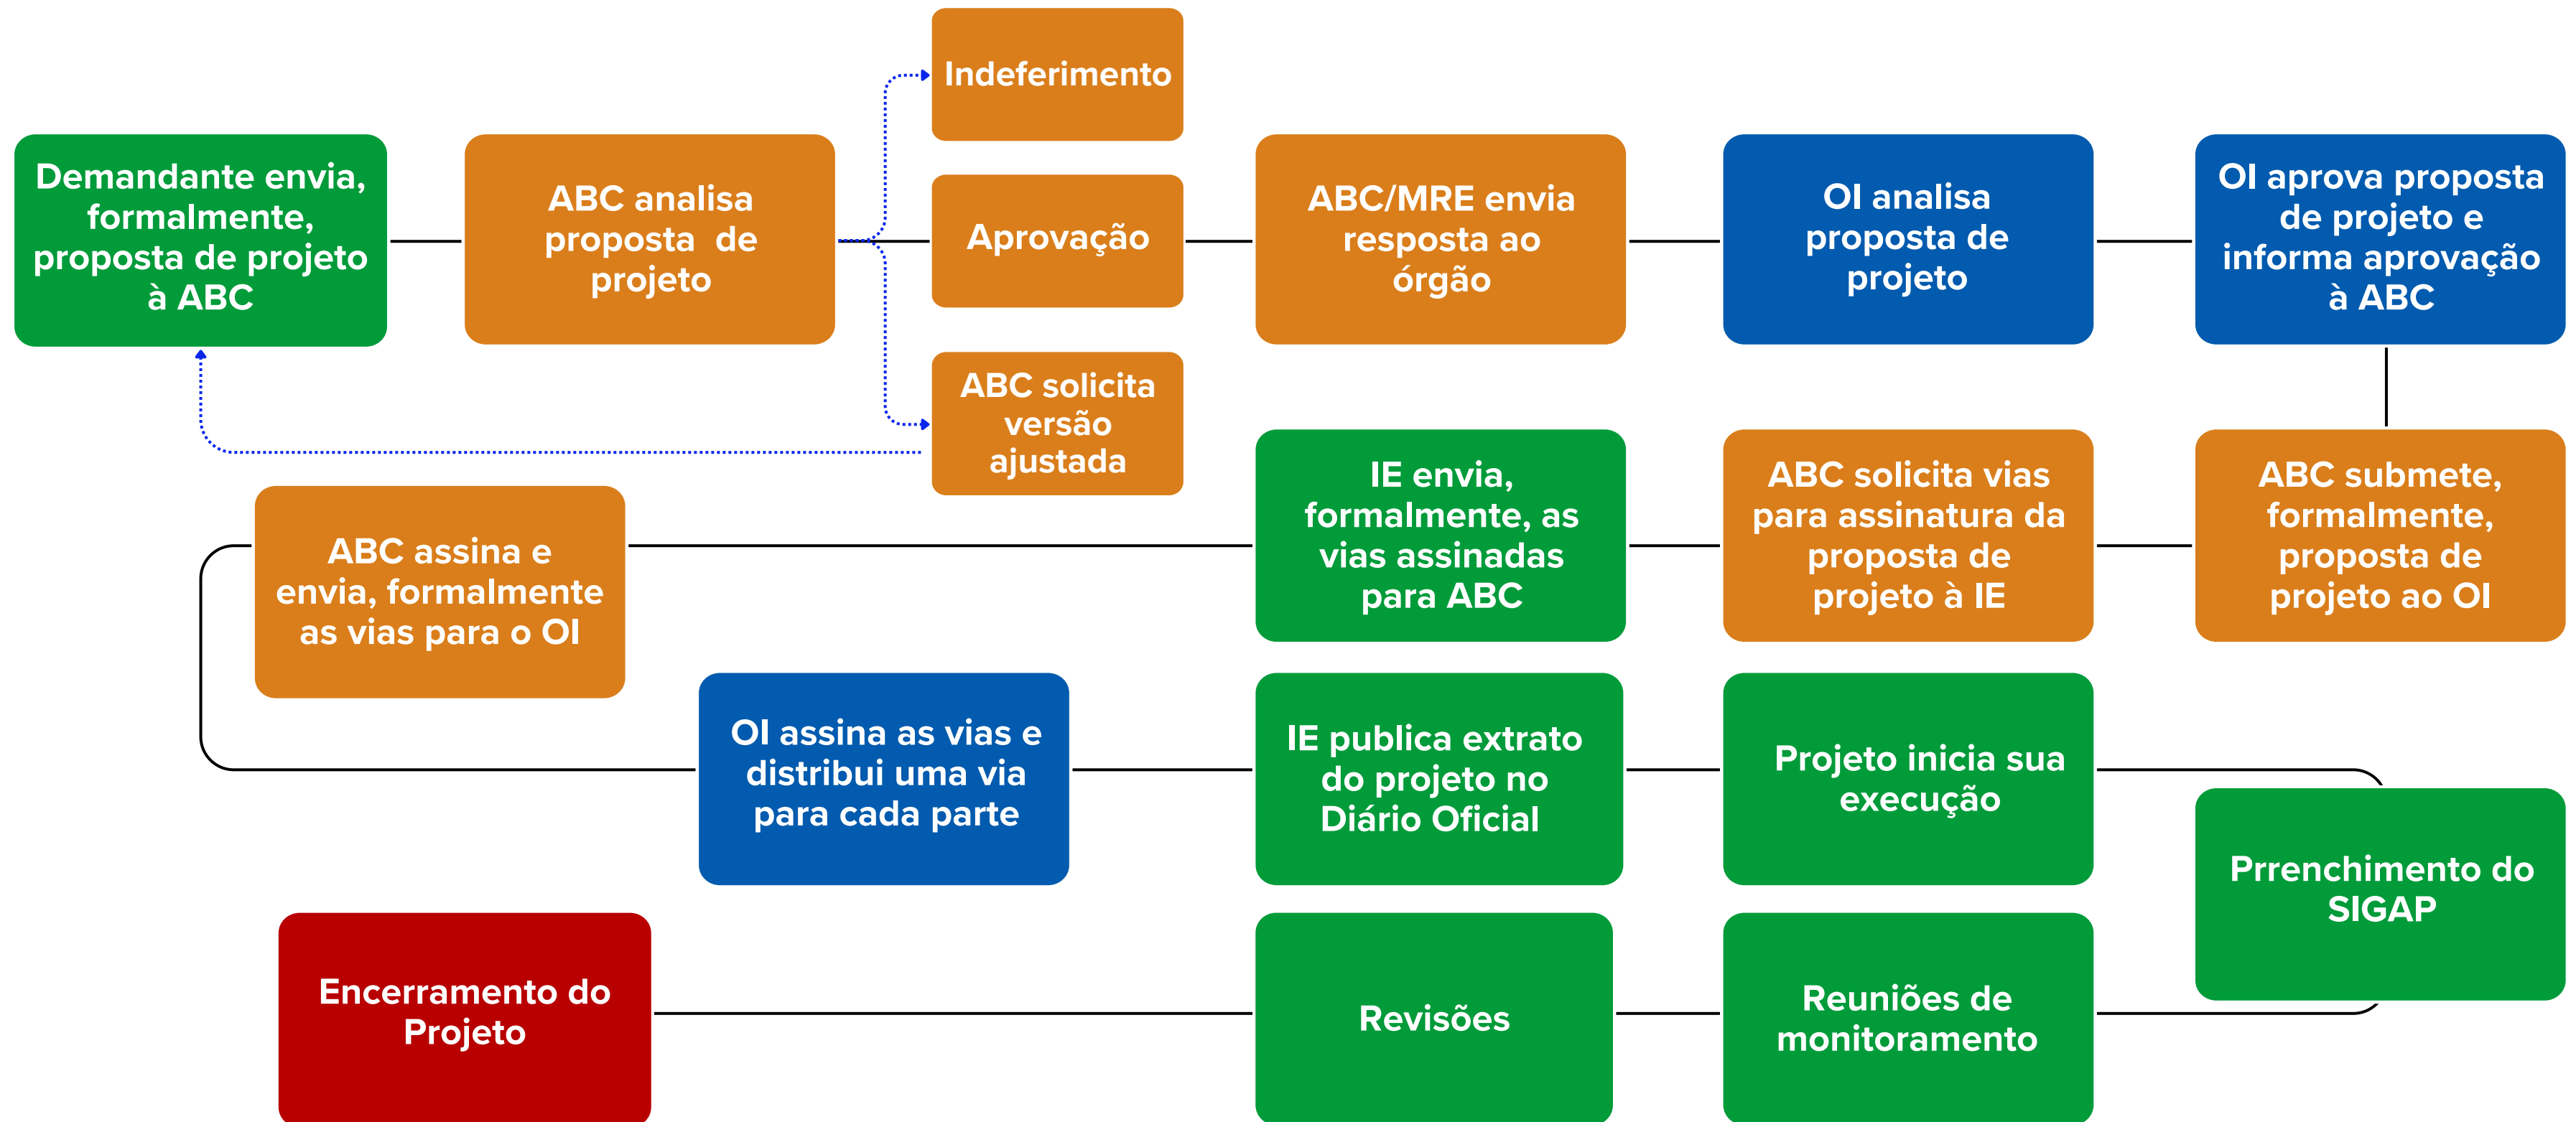 Demandante envia,
formalmente,
proposta de projeto
à ABC
ABC analisa
proposta de
projeto
Indeferimento
Aprovação
ABC solicita
versão
ajustada
ABC/MRE envia
resposta ao
órgão
OI analisa
proposta de
projeto
OI aprova proposta
de projeto e
informa aprovação
à ABC
ABC submete,
formalmente,
proposta de
projeto ao OI
ABC solicita vias
para assinatura da
proposta de
projeto à IE
IE envia,
formalmente, as
vias assinadas
para ABC
ABC assina e
envia, formalmente
as vias para o OI
OI assina as vias e
distribui uma via
para cada parte
IE publica extrato
do projeto no
Diário Oficial
Projeto inicia sua
execução
Prrenchimento do
SIGAP
Reuniões de
monitoramento
Revisões
Encerramento do
Projeto